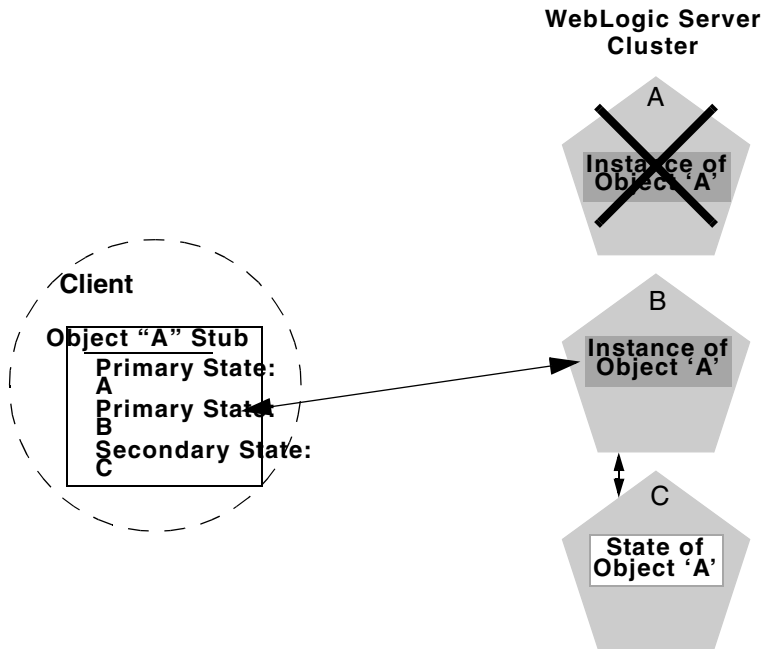 WebLogic Server
Cluster
A
Instance of
Object ‘A’
Client
Object “A” Stub
Primary State:
A
Primary State:
B
Secondary State:
C
B
Instance of
Object ‘A’
C
State of
Object ‘A’